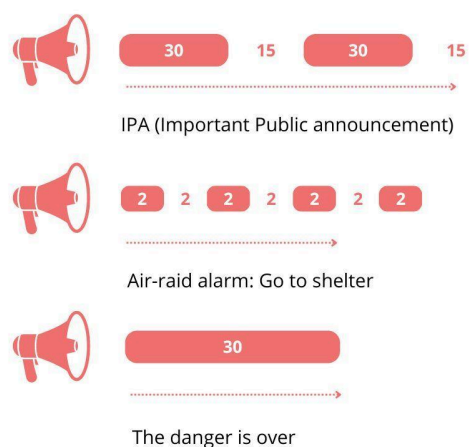 30 15 30 15
IPA (Important Public announcement)
2 2 2 2 2 2 2
Air-raid alarm: Go to shelter
30
The danger is over